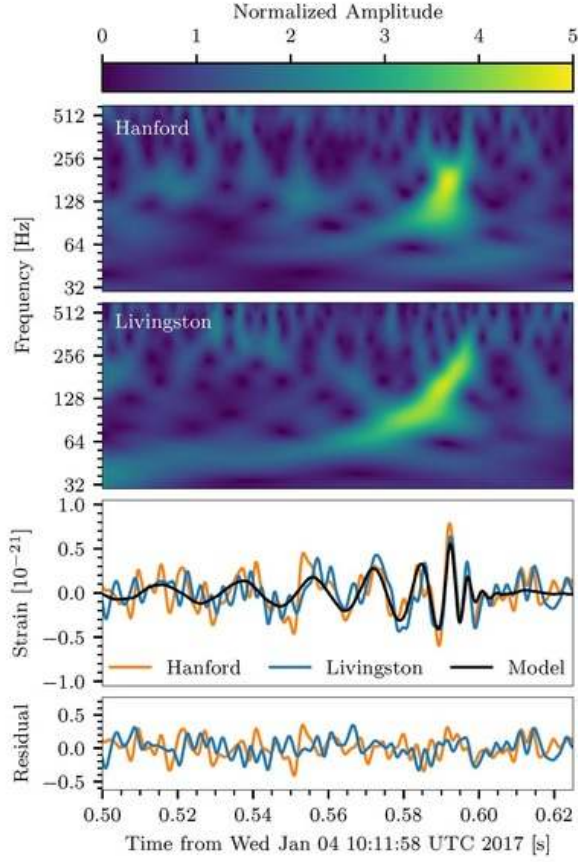 Normalized Amplitude
0 1 2 3 4 5
512
Hanford
256
128
64
32
Frequency [Hz]
512
Livingston
256
128
64
32
1.0
0.5
0.0
−0.5
−1.0
Strain [10⁻²¹]
Hanford Livingston Model
0.5
0.0
−0.5
Residual
0.50 0.52 0.54 0.56 0.58 0.60 0.62
Time from Wed Jan 04 10:11:58 UTC 2017 [s]